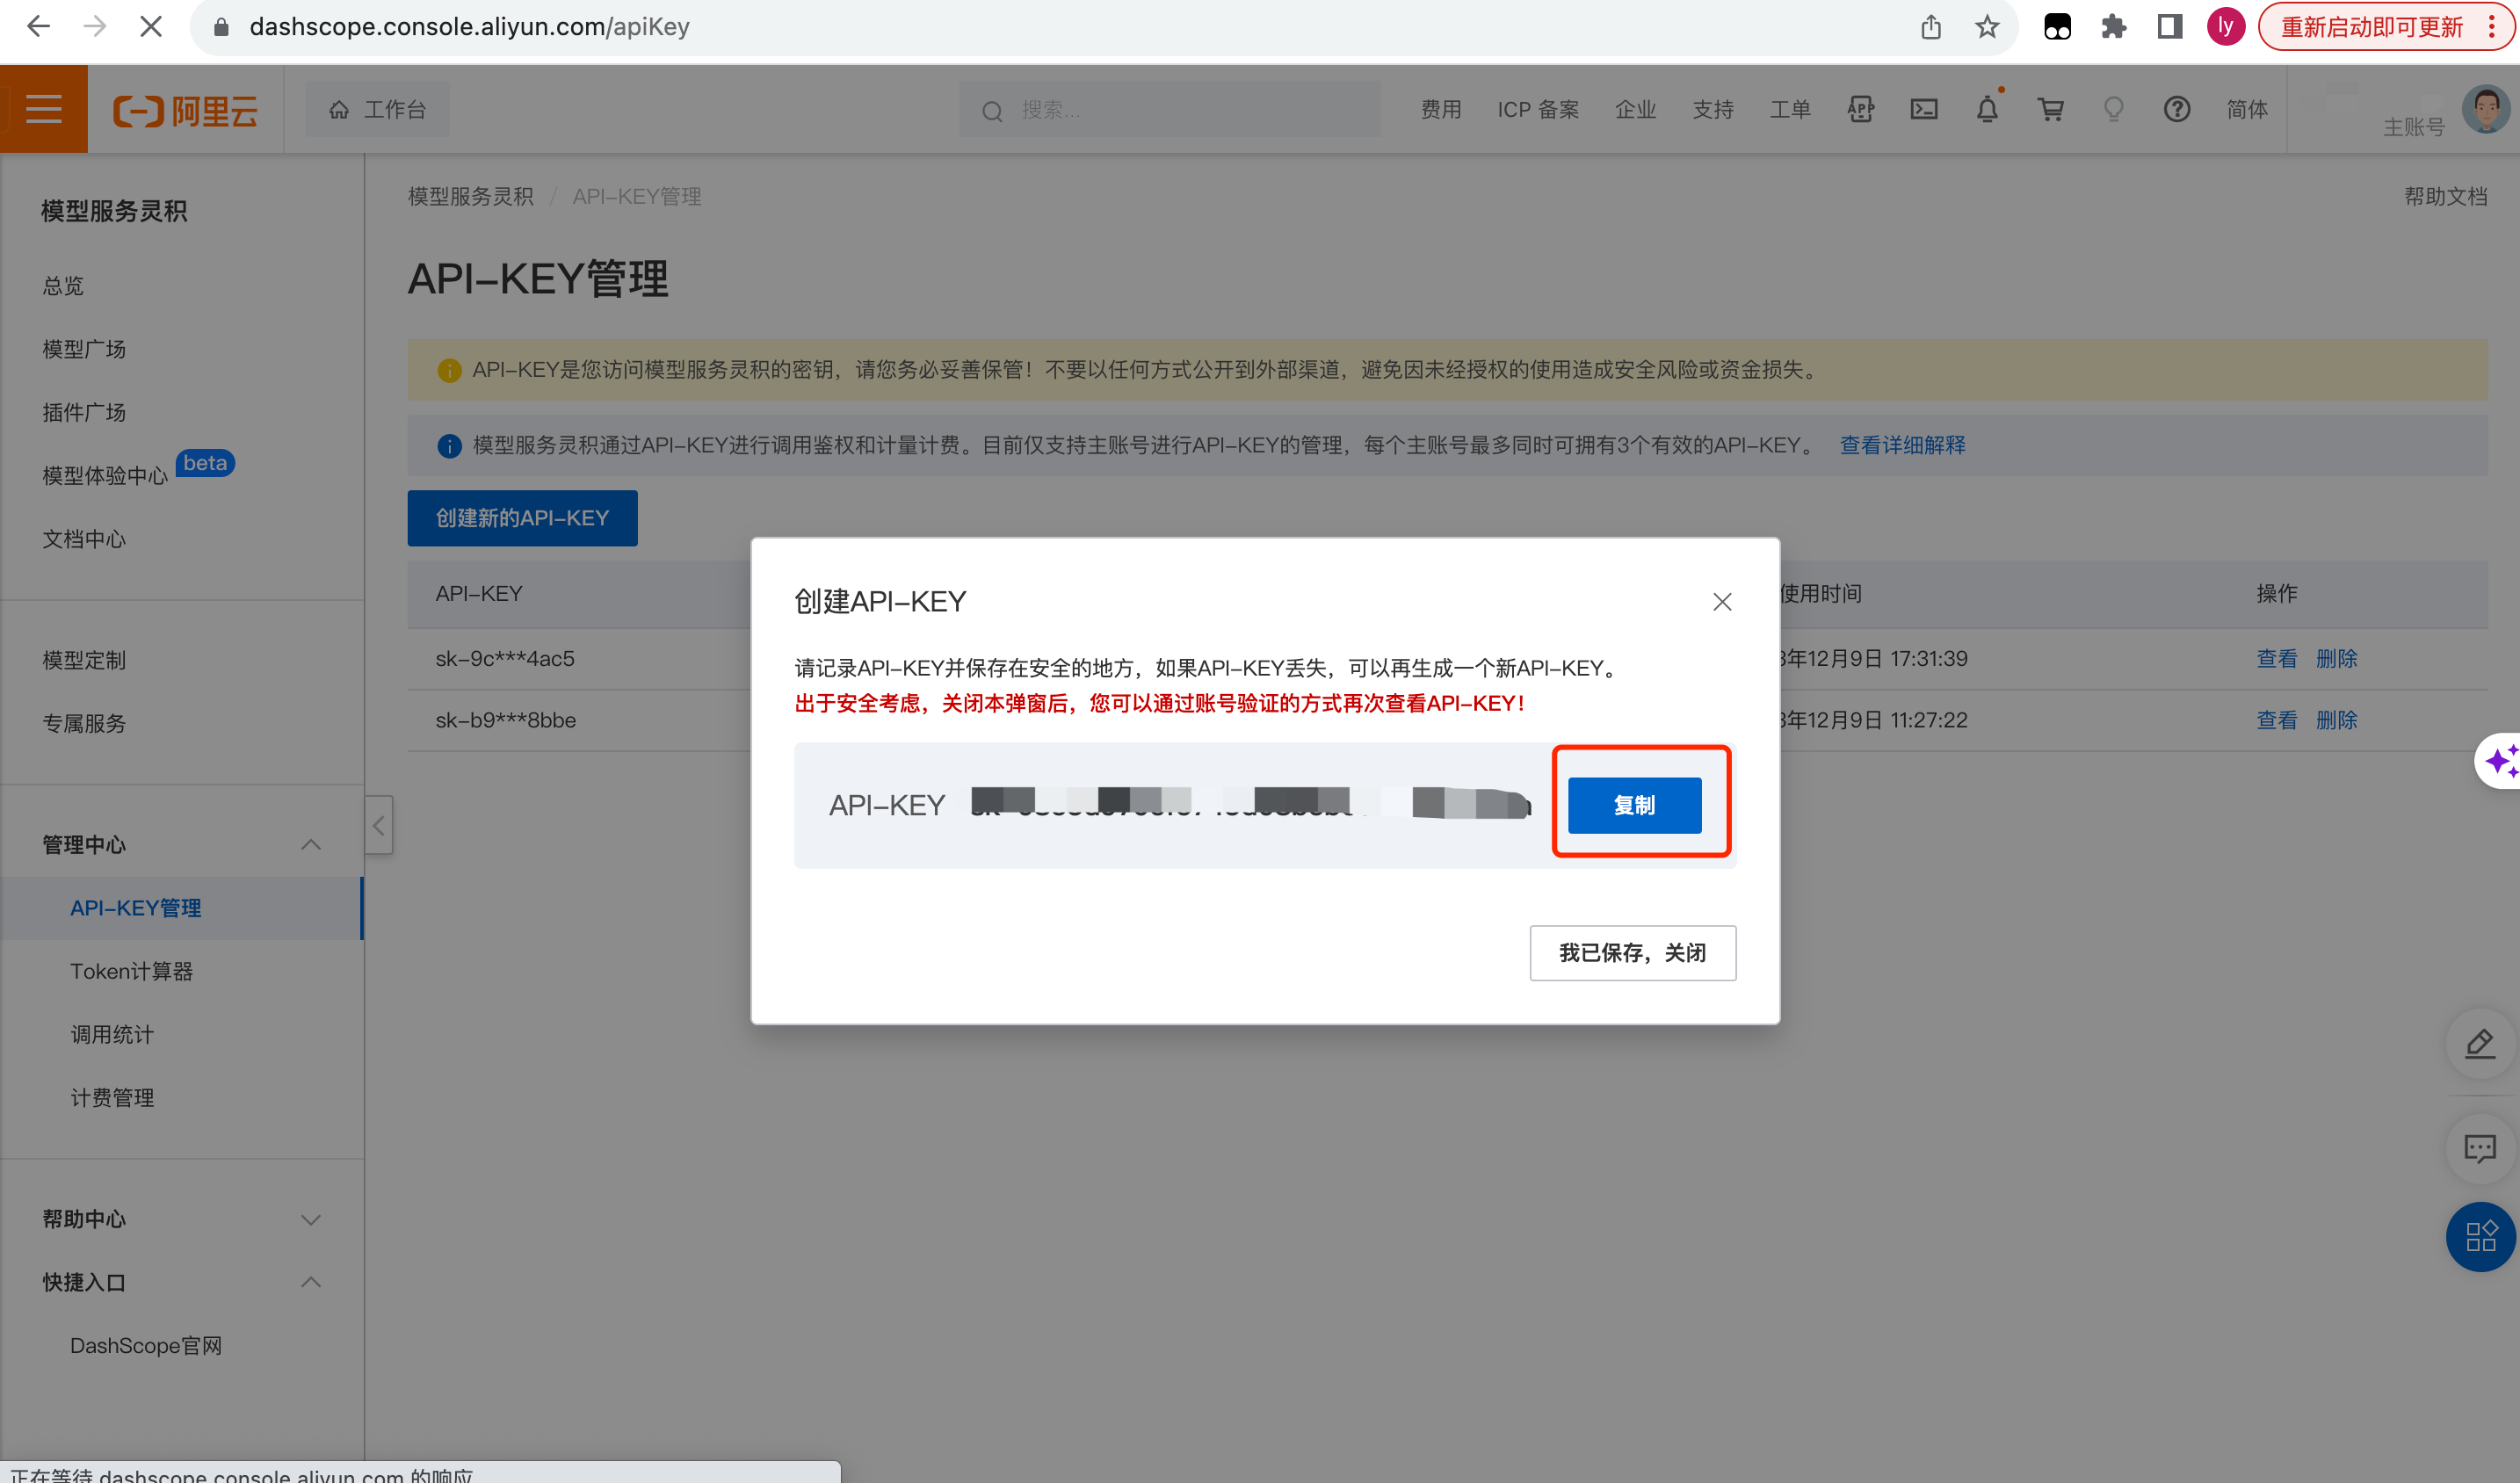 dashscope.console.aliyun.com/apiKey
ly
重新启动即可更新
阿里云
工作台
搜索...
费用
ICP 备案
企业
支持
工单
APP
简体
主账号
模型服务灵积
总览
模型广场
插件广场
模型体验中心
beta
文档中心
模型定制
专属服务
管理中心
API-KEY管理
Token计算器
调用统计
计费管理
帮助中心
快捷入口
DashScope官网
模型服务灵积 / API-KEY管理
帮助文档
API-KEY管理
API-KEY是您访问模型服务灵积的密钥，请您务必妥善保管！不要以任何方式公开到外部渠道，避免因未经授权的使用造成安全风险或资金损失。
模型服务灵积通过API-KEY进行调用鉴权和计量计费。目前仅支持主账号进行API-KEY的管理，每个主账号最多同时可拥有3个有效的API-KEY。 查看详细解释
创建新的API-KEY
API-KEY
使用时间
操作
sk-9c***4ac5
年12月9日 17:31:39
查看 删除
sk-b9***8bbe
年12月9日 11:27:22
查看 删除
创建API-KEY
请记录API-KEY并保存在安全的地方，如果API-KEY丢失，可以再生成一个新API-KEY。
出于安全考虑，关闭本弹窗后，您可以通过账号验证的方式再次查看API-KEY！
API-KEY
复制
我已保存，关闭
正在等待 dashscope.console.aliyun.com 的响应